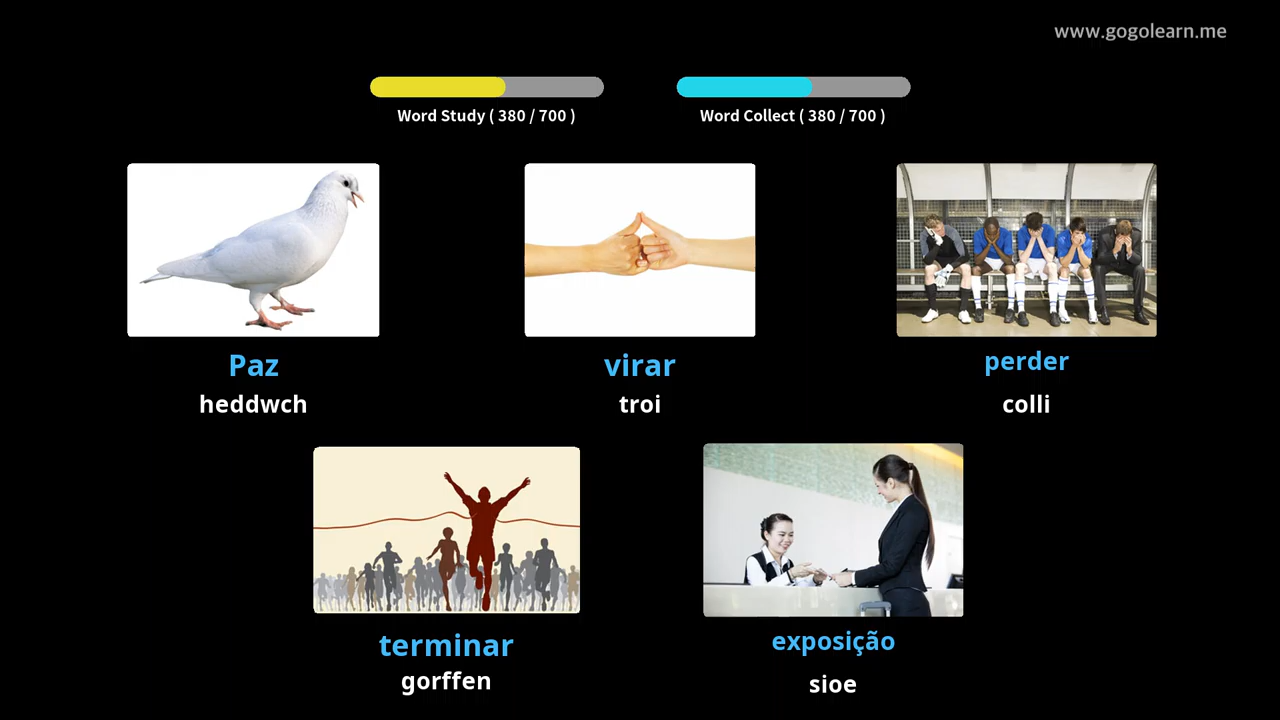 www.gogolearn.me
Word Study ( 380 / 700 )
Word Collect ( 380 / 700 )
Paz
heddwch
virar
troi
perder
colli
terminar
gorffen
exposição
sioe